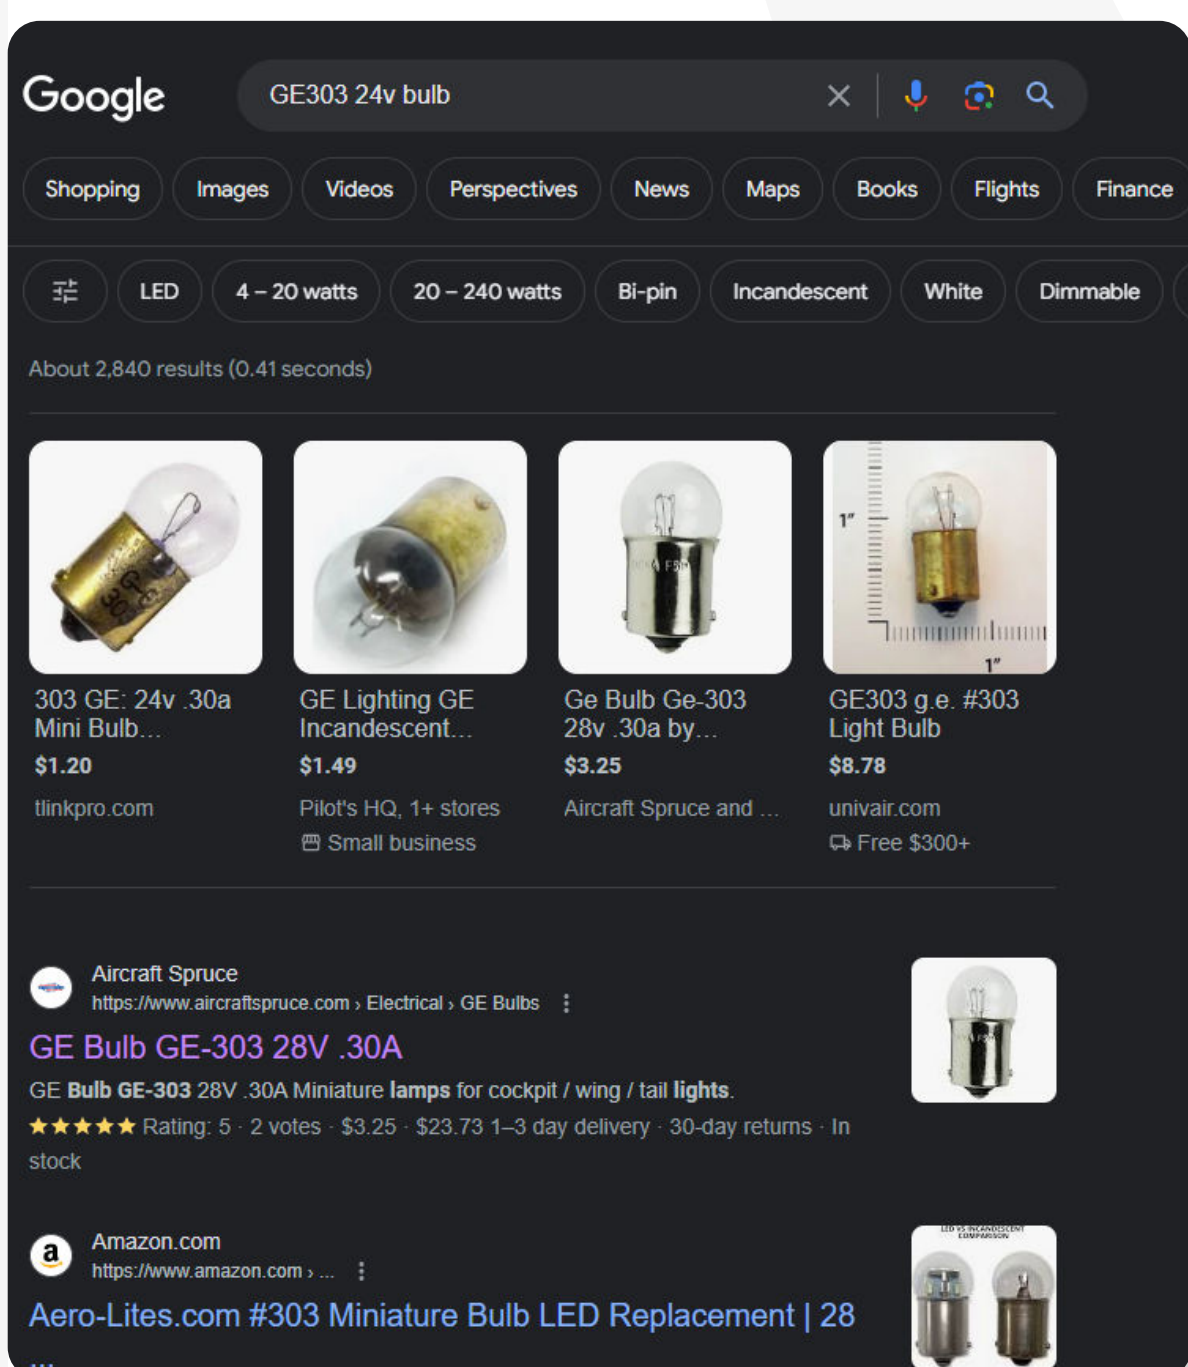 Google
GE303 24v bulb
Shopping
Images
Videos
Perspectives
News
Maps
Books
Flights
Finance
LED
4 – 20 watts
20 – 240 watts
Bi-pin
Incandescent
White
Dimmable
About 2,840 results (0.41 seconds)
G-E
1"
1"
303 GE: 24v .30a
Mini Bulb...
$1.20
tlinkpro.com
GE Lighting GE
Incandescent...
$1.49
Pilot's HQ, 1+ stores
Small business
Ge Bulb Ge-303
28v .30a by...
$3.25
Aircraft Spruce and ...
GE303 g.e. #303
Light Bulb
$8.78
univair.com
Free $300+
Aircraft Spruce
https://www.aircraftspruce.com › Electrical › GE Bulbs
GE Bulb GE-303 28V .30A
GE Bulb GE-303 28V .30A Miniature lamps for cockpit / wing / tail lights.
Rating: 5 · 2 votes · $3.25 · $23.73 1–3 day delivery · 30-day returns · In
stock
a
Amazon.com
https://www.amazon.com › ...
Aero-Lites.com #303 Miniature Bulb LED Replacement | 28
...
LED VS INCANDESCENT
COMPARISON